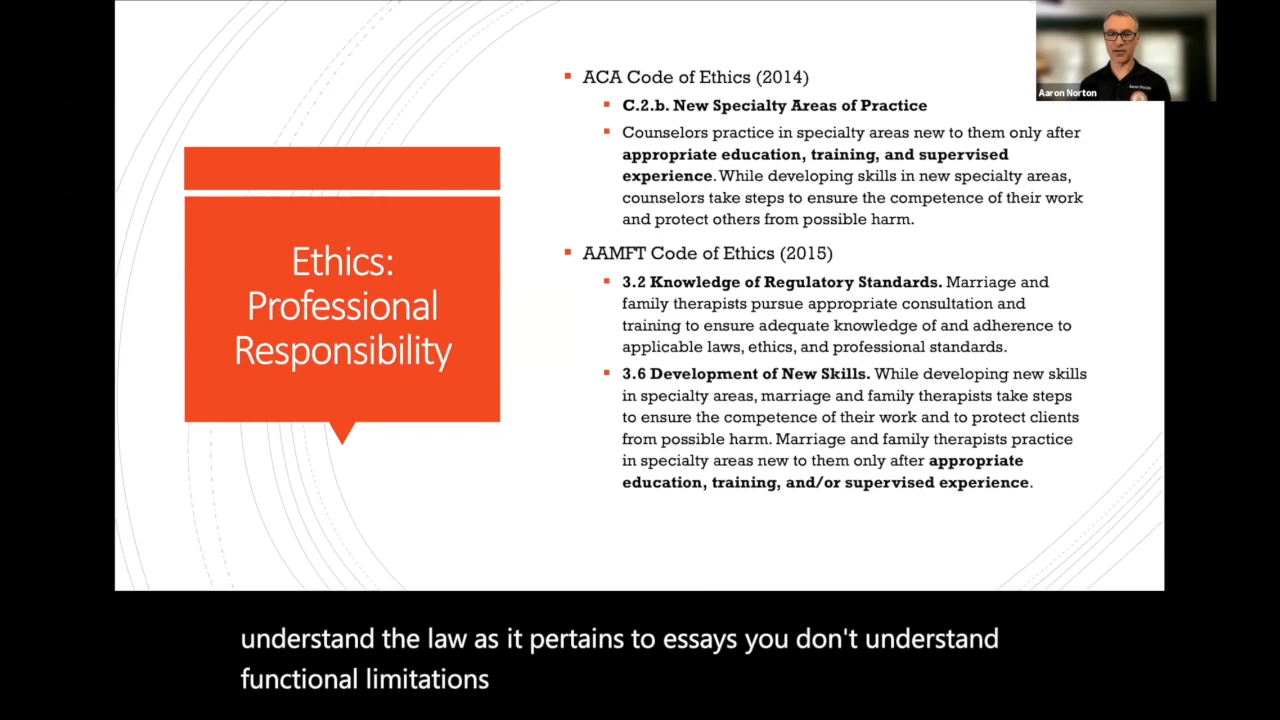 Ethics:
Professional
Responsibility
ACA Code of Ethics (2014)
C.2.b. New Specialty Areas of Practice
Counselors practice in specialty areas new to them only after
appropriate education, training, and supervised
experience. While developing skills in new specialty areas,
counselors take steps to ensure the competence of their work
and protect others from possible harm.
AAMFT Code of Ethics (2015)
3.2 Knowledge of Regulatory Standards. Marriage and
family therapists pursue appropriate consultation and
training to ensure adequate knowledge of and adherence to
applicable laws, ethics, and professional standards.
3.6 Development of New Skills. While developing new skills
in specialty areas, marriage and family therapists take steps
to ensure the competence of their work and to protect clients
from possible harm. Marriage and family therapists practice
in specialty areas new to them only after appropriate
education, training, and/or supervised experience.
Aaron Norton
understand the law as it pertains to essays you don't understand
functional limitations